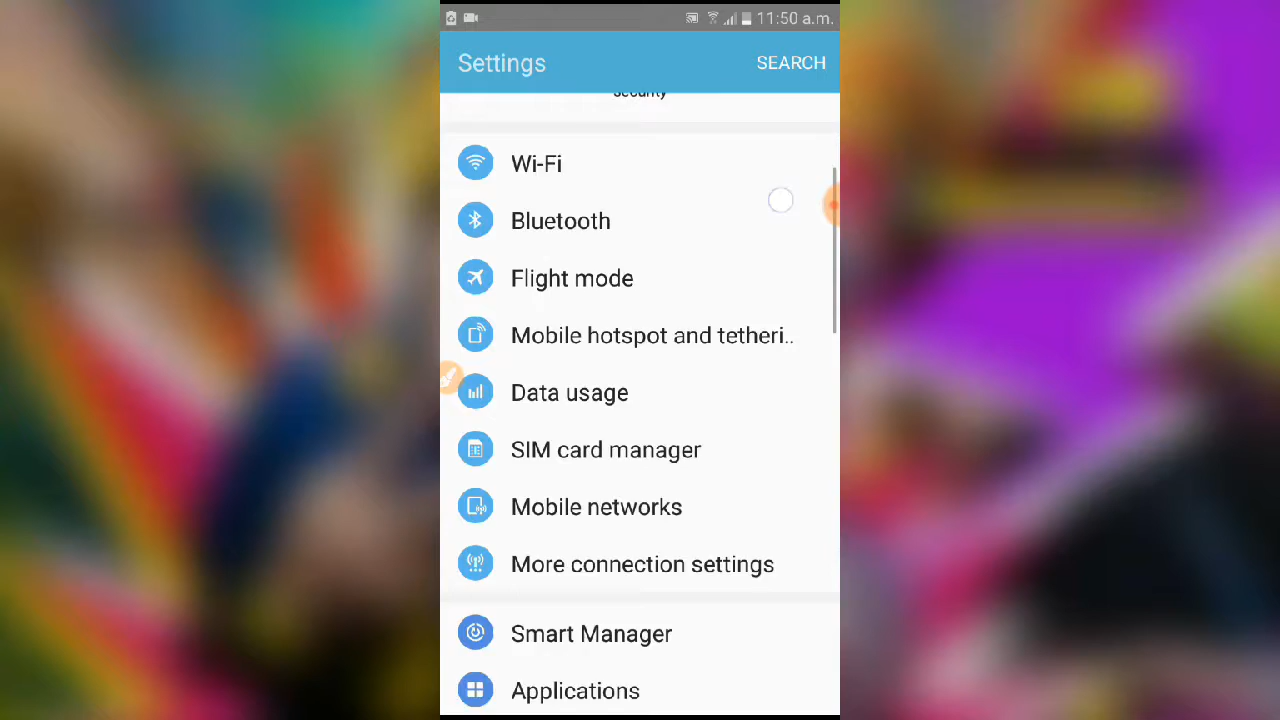 11:50 a.m.
Settings
SEARCH
security
Wi-Fi
Bluetooth
Flight mode
Mobile hotspot and tetheri..
Data usage
SIM card manager
Mobile networks
More connection settings
Smart Manager
Applications